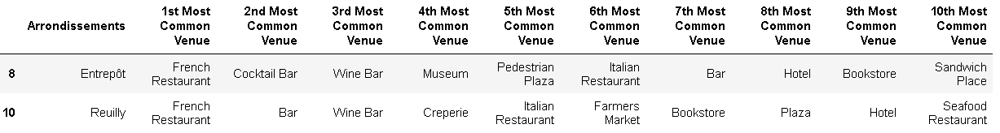 Arrondissements 1st Most Common Venue 2nd Most Common Venue 3rd Most Common Venue 4th Most Common Venue 5th Most Common Venue 6th Most Common Venue 7th Most Common Venue 8th Most Common Venue 9th Most Common Venue 10th Most Common Venue
8 Entrepôt French Restaurant Cocktail Bar Wine Bar Museum Pedestrian Plaza Italian Restaurant Bar Hotel Bookstore Sandwich Place
10 Reuilly French Restaurant Bar Wine Bar Creperie Italian Restaurant Farmers Market Bookstore Plaza Hotel Seafood Restaurant